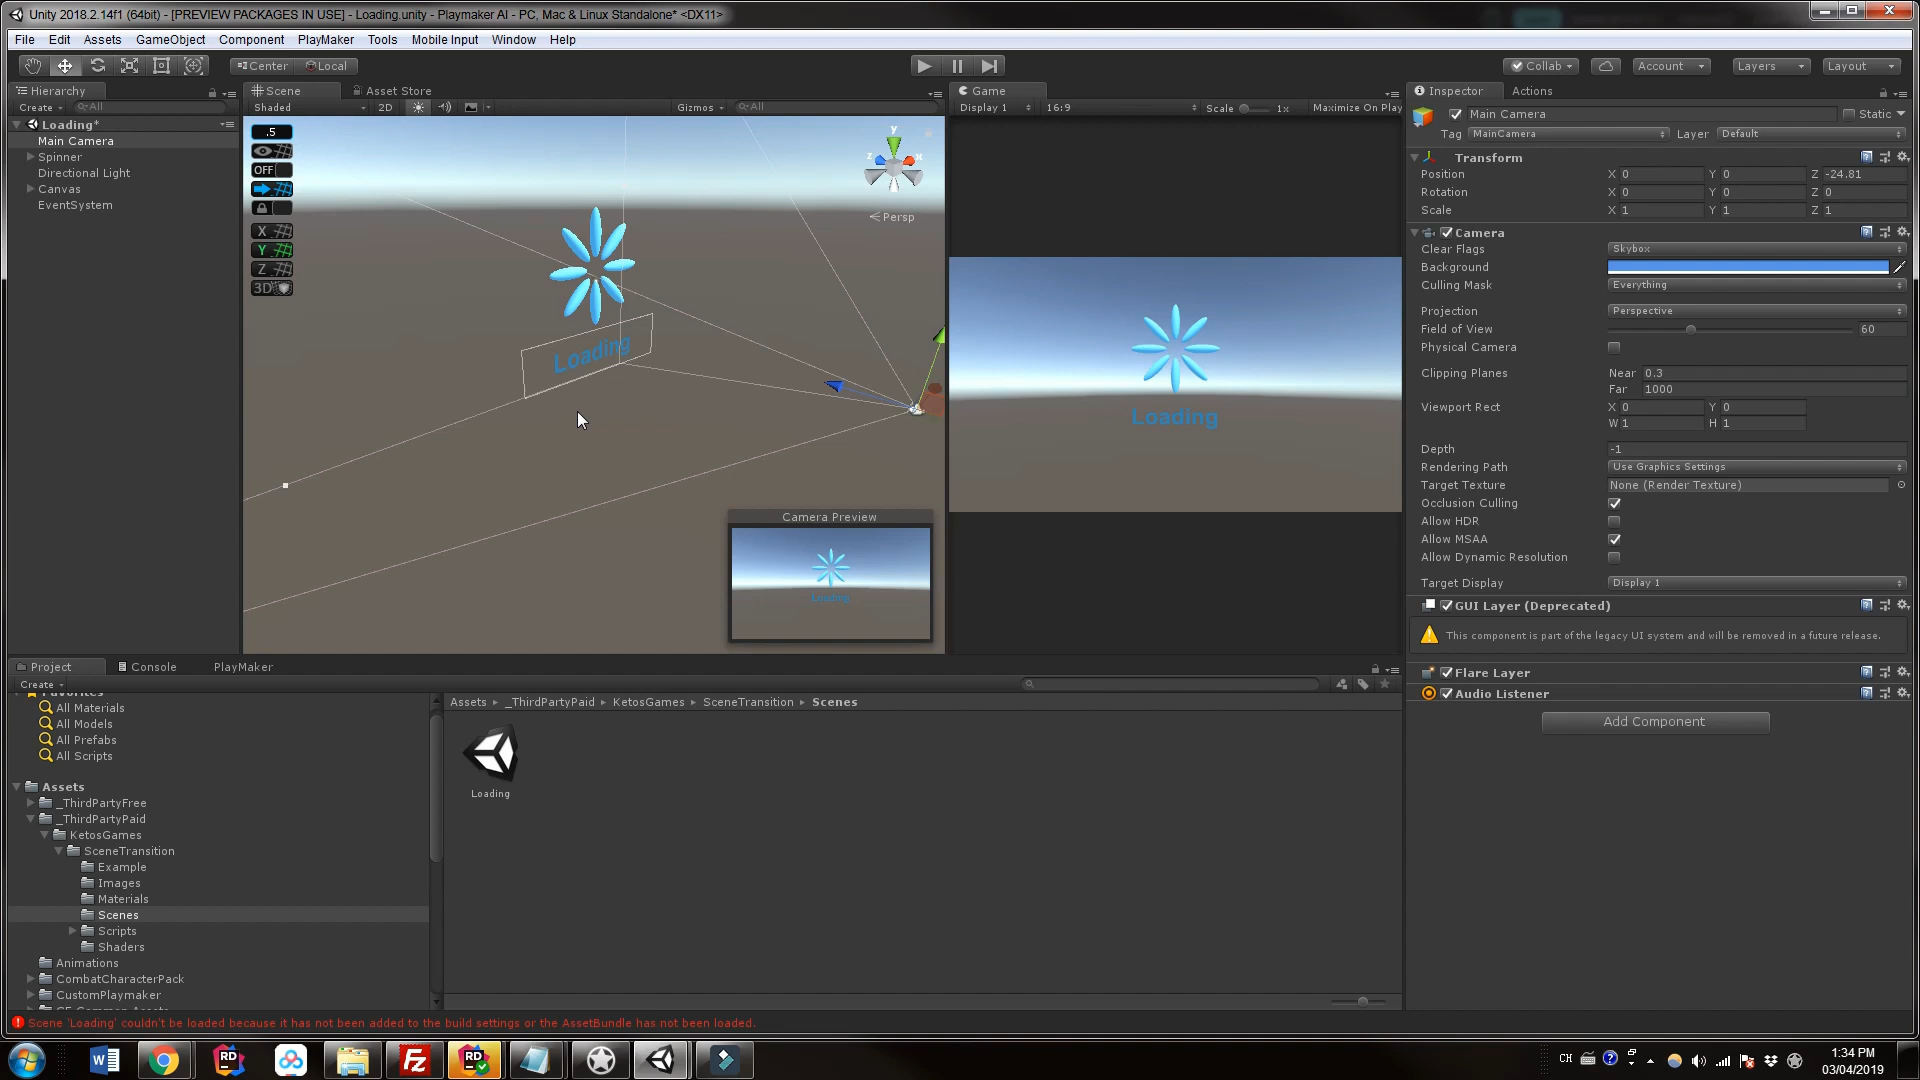 Unity 2018.2.14f1 (64bit) - [PREVIEW PACKAGES IN USE] - Loading.unity - Playmaker AI - PC, Mac & Linux Standalone* <DX11>
File Edit Assets GameObject Component PlayMaker Tools Mobile Input Window Help
Center Local Collab Account Layers Layout
Hierarchy Scene Asset Store Game Inspector Actions
Create All Shaded 2D Gizmos All Display 1 16:9 Scale 1x Maximize On Play
Main Camera Static
Tag MainCamera Layer Default
Loading*
Main Camera
Spinner
Directional Light
Canvas
EventSystem
.5
OFF
X
Y
Z
3D
y
z x
Persp
Loading
Camera Preview
Loading
Loading
Transform
Position X 0 Y 0 Z -24.81
Rotation X 0 Y 0 Z 0
Scale X 1 Y 1 Z 1
Camera
Clear Flags Skybox
Background
Culling Mask Everything
Projection Perspective
Field of View 60
Physical Camera
Clipping Planes Near 0.3
Far 1000
Viewport Rect X 0 Y 0
W 1 H 1
Depth -1
Rendering Path Use Graphics Settings
Target Texture None (Render Texture)
Occlusion Culling
Allow HDR
Allow MSAA
Allow Dynamic Resolution
Target Display Display 1
GUI Layer (Deprecated)
This component is part of the legacy UI system and will be removed in a future release.
Flare Layer
Audio Listener
Add Component
Project Console PlayMaker
Create
Favorites
All Materials
All Models
All Prefabs
All Scripts
Assets
_ThirdPartyFree
_ThirdPartyPaid
KetosGames
SceneTransition
Example
Images
Materials
Scenes
Scripts
Shaders
Animations
CombatCharacterPack
CustomPlaymaker
Assets _ThirdPartyPaid KetosGames SceneTransition Scenes
Loading
Scene 'Loading' couldn't be loaded because it has not been added to the build settings or the AssetBundle has not been loaded.
W RD FZ RD CH 1:34 PM
03/04/2019